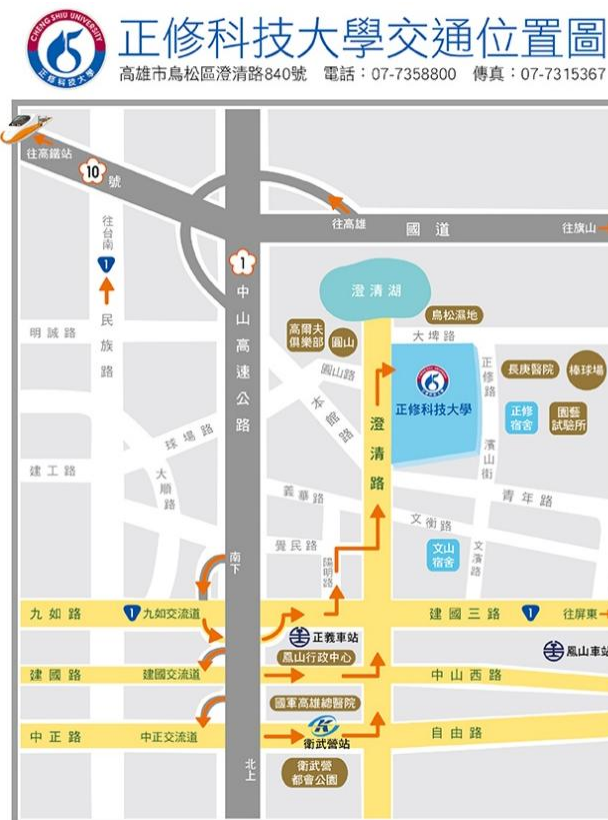 CHENG SHIU UNIVERSITY
正修科技大學
正修科技大學交通位置圖
高雄市鳥松區澄清路840號 電話：07-7358800 傳真：07-7315367
往高鐵站
10
號
往台南
1
民族路
1
中山高速公路
往高雄
國道
往旗山
澄清湖
鳥松濕地
高爾夫
俱樂部
圓山
大埤路
明誠路
圓山路
本館路
正修科技大學
正修路
長庚醫院
棒球場
正修
宿舍
園藝
試驗所
澄清路
球場路
建工路
大順路
濱山街
義華路
青年路
文衡路
覺民路
陽明路
文山
宿舍
文濱路
南下
九如路
1
九如交流道
建國三路
1
往屏東
正義車站
鳳山行政中心
鳳山車站
建國路
建國交流道
中山西路
國軍高雄總醫院
中正路
中正交流道
衛武營站
自由路
北上
衛武營
都會公園